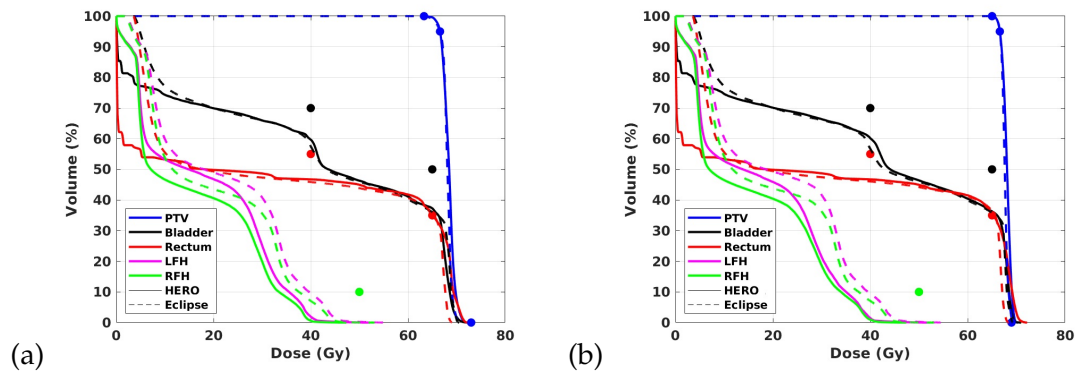 100
90
80
70
60
50
40
30
20
10
0
Volume (%)
PTV
Bladder
Rectum
LFH
RFH
HERO
Eclipse
0 20 40 60 80
Dose (Gy)
(a)
100
90
80
70
60
50
40
30
20
10
0
Volume (%)
PTV
Bladder
Rectum
LFH
RFH
HERO
Eclipse
0 20 40 60 80
Dose (Gy)
(b)